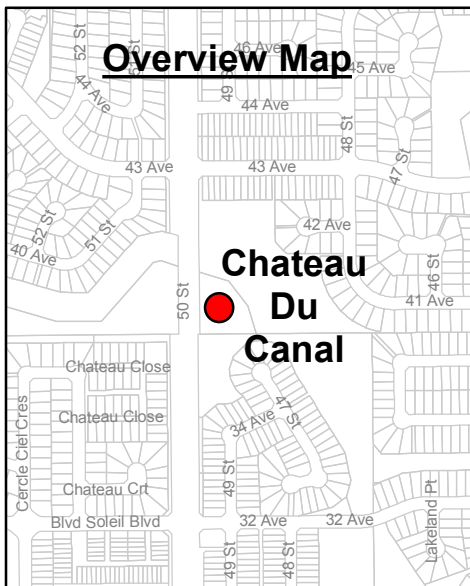 Overview Map
52 St
51 St
46 Ave
45 Ave
49 St
44 Ave
44 Ave
48 St
43 Ave
43 Ave
47 St
42 Ave
52 St
51 St
40 Ave
46 St
41 Ave
50 St
Chateau
Du
Canal
Chateau Close
Cercle Ciel Cres
Chateau Close
47 St
34 Ave
49 St
Chateau Crt
Lakeland Pt
Blvd Soleil Blvd
32 Ave
32 Ave
49 St
48 St